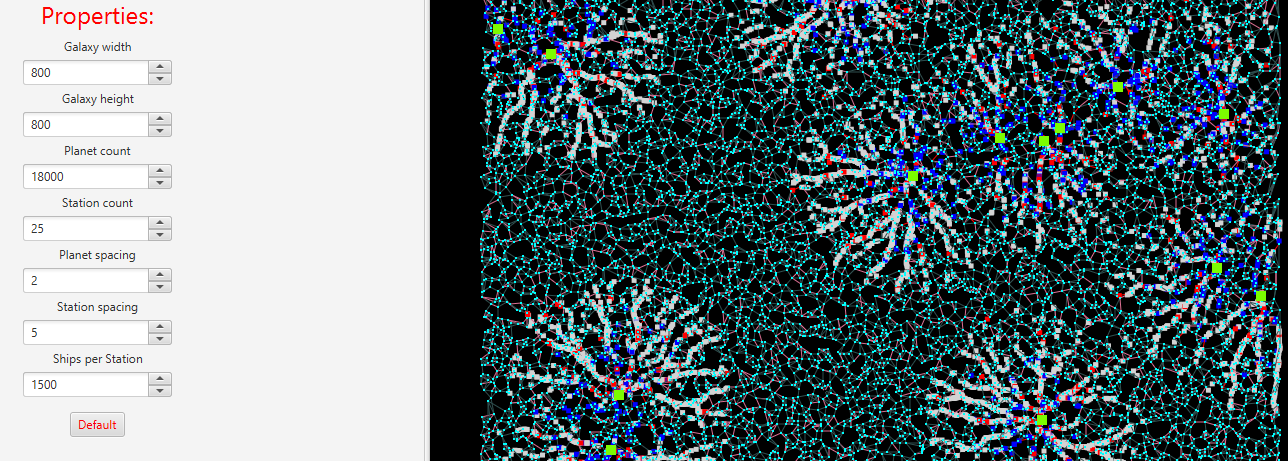 Properties:
Galaxy width
800
Galaxy height
800
Planet count
18000
Station count
25
Planet spacing
2
Station spacing
5
Ships per Station
1500
Default